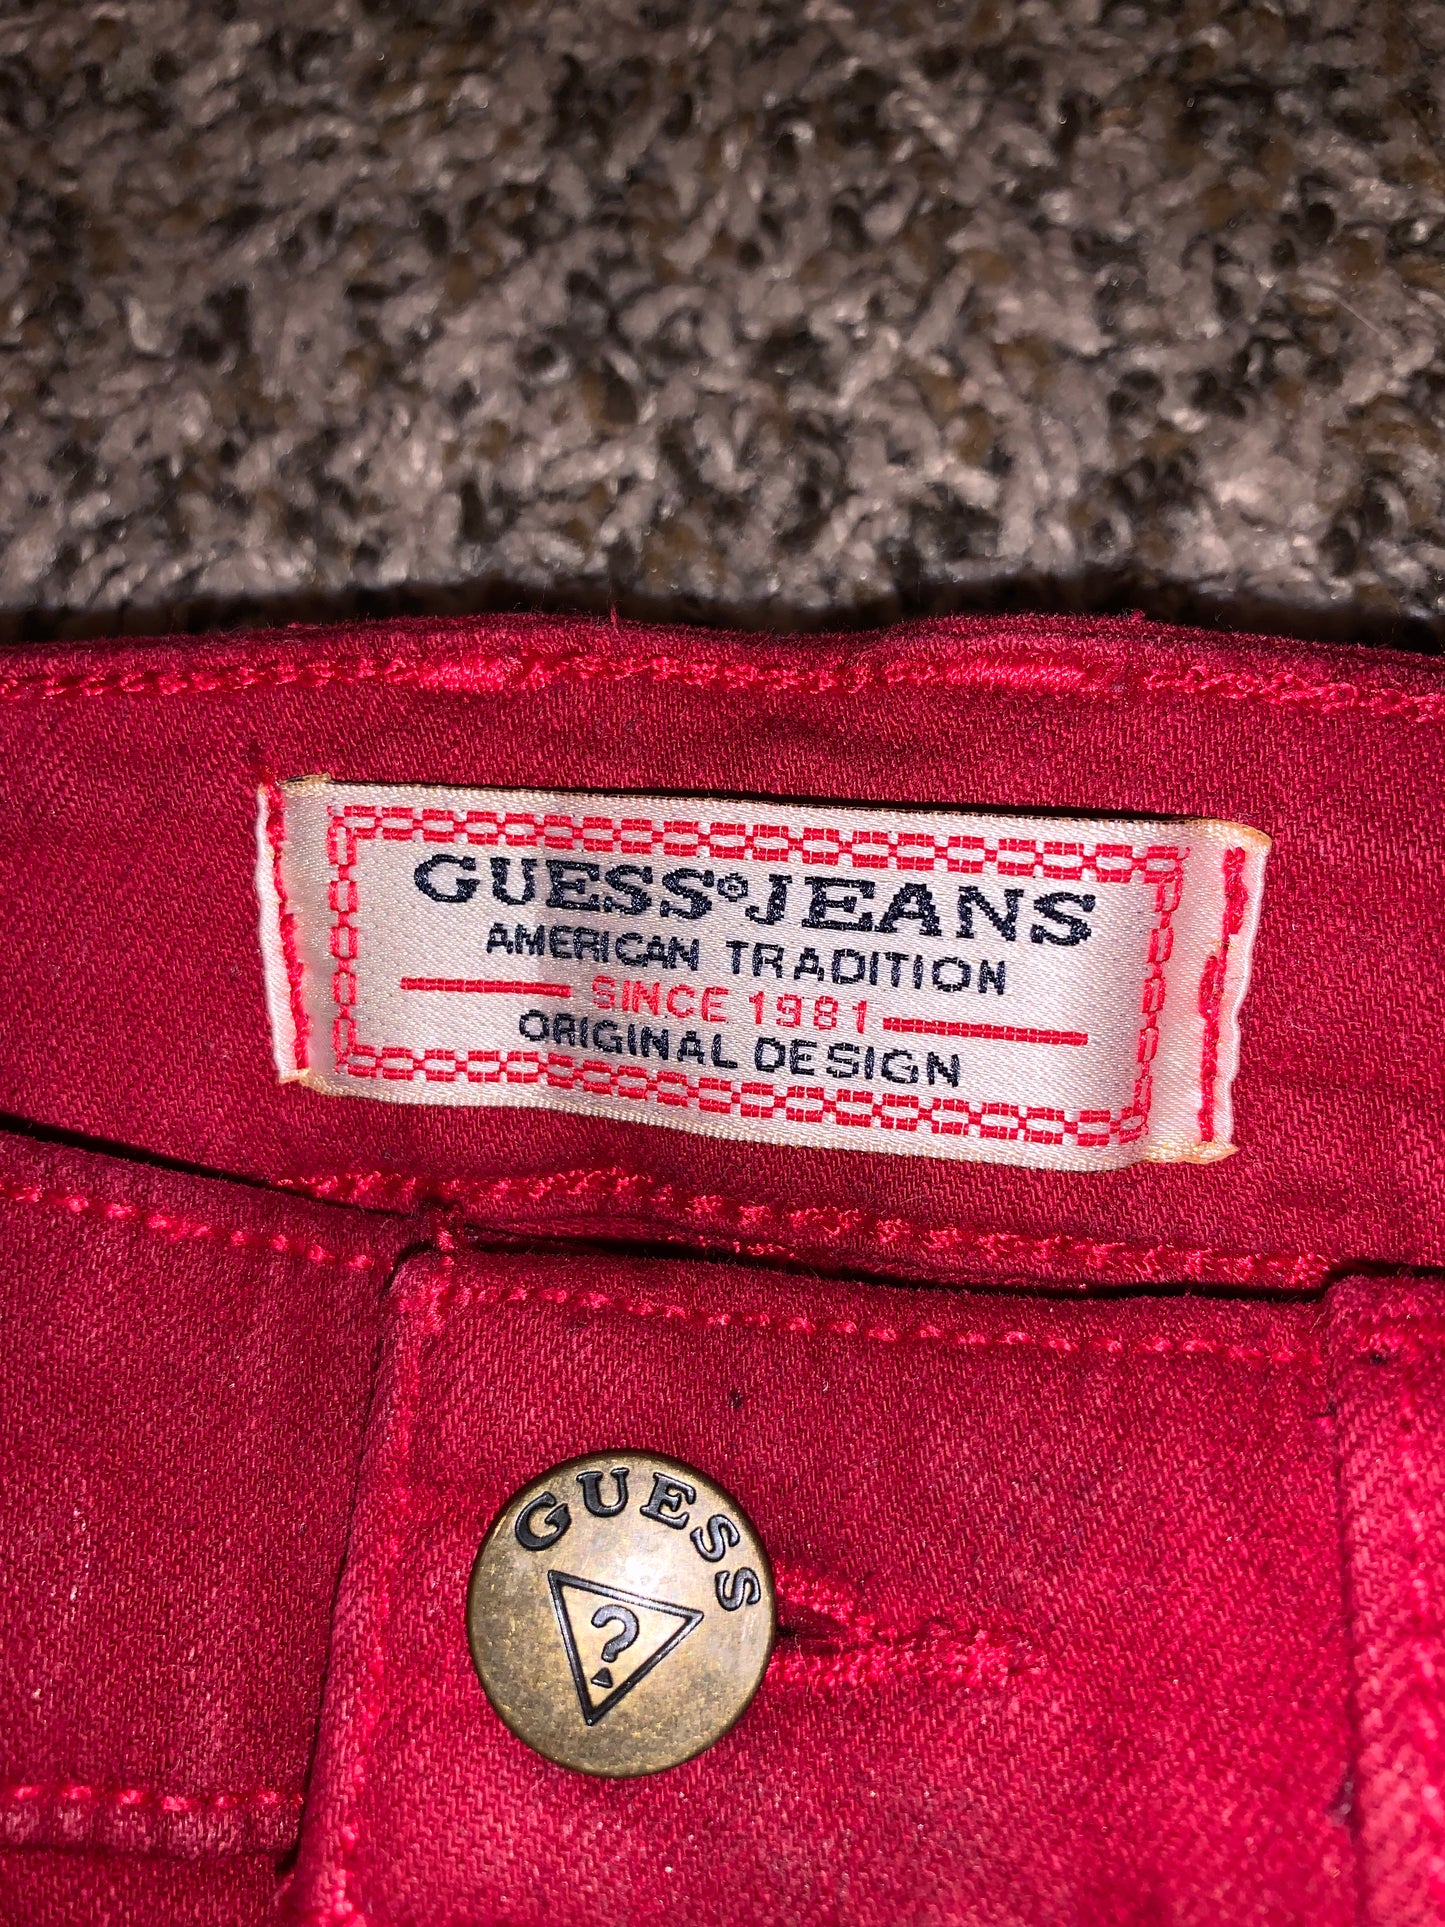 GUESS® JEANS
AMERICAN TRADITION
SINCE 1981
ORIGINAL DESIGN
GUESS
?